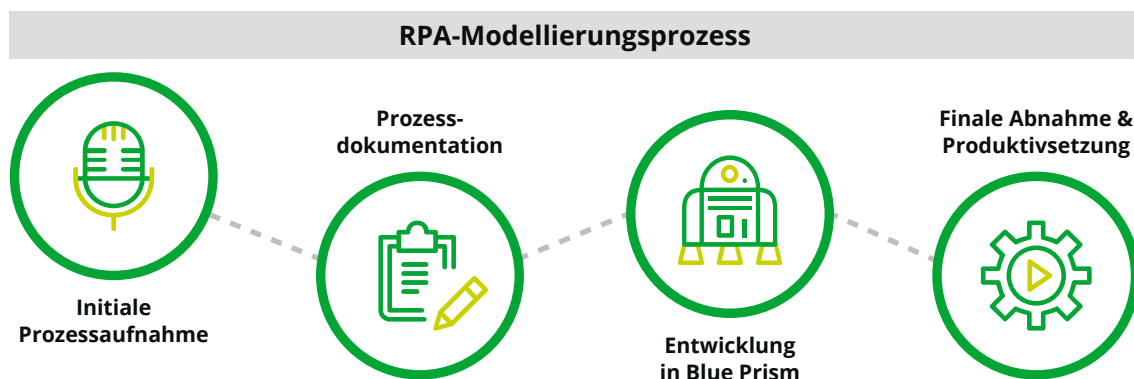 RPA-Modellierungsprozess
Initiale
Prozessaufnahme
Prozess-
dokumentation
Entwicklung
in Blue Prism
Finale Abnahme &
Produktivsetzung